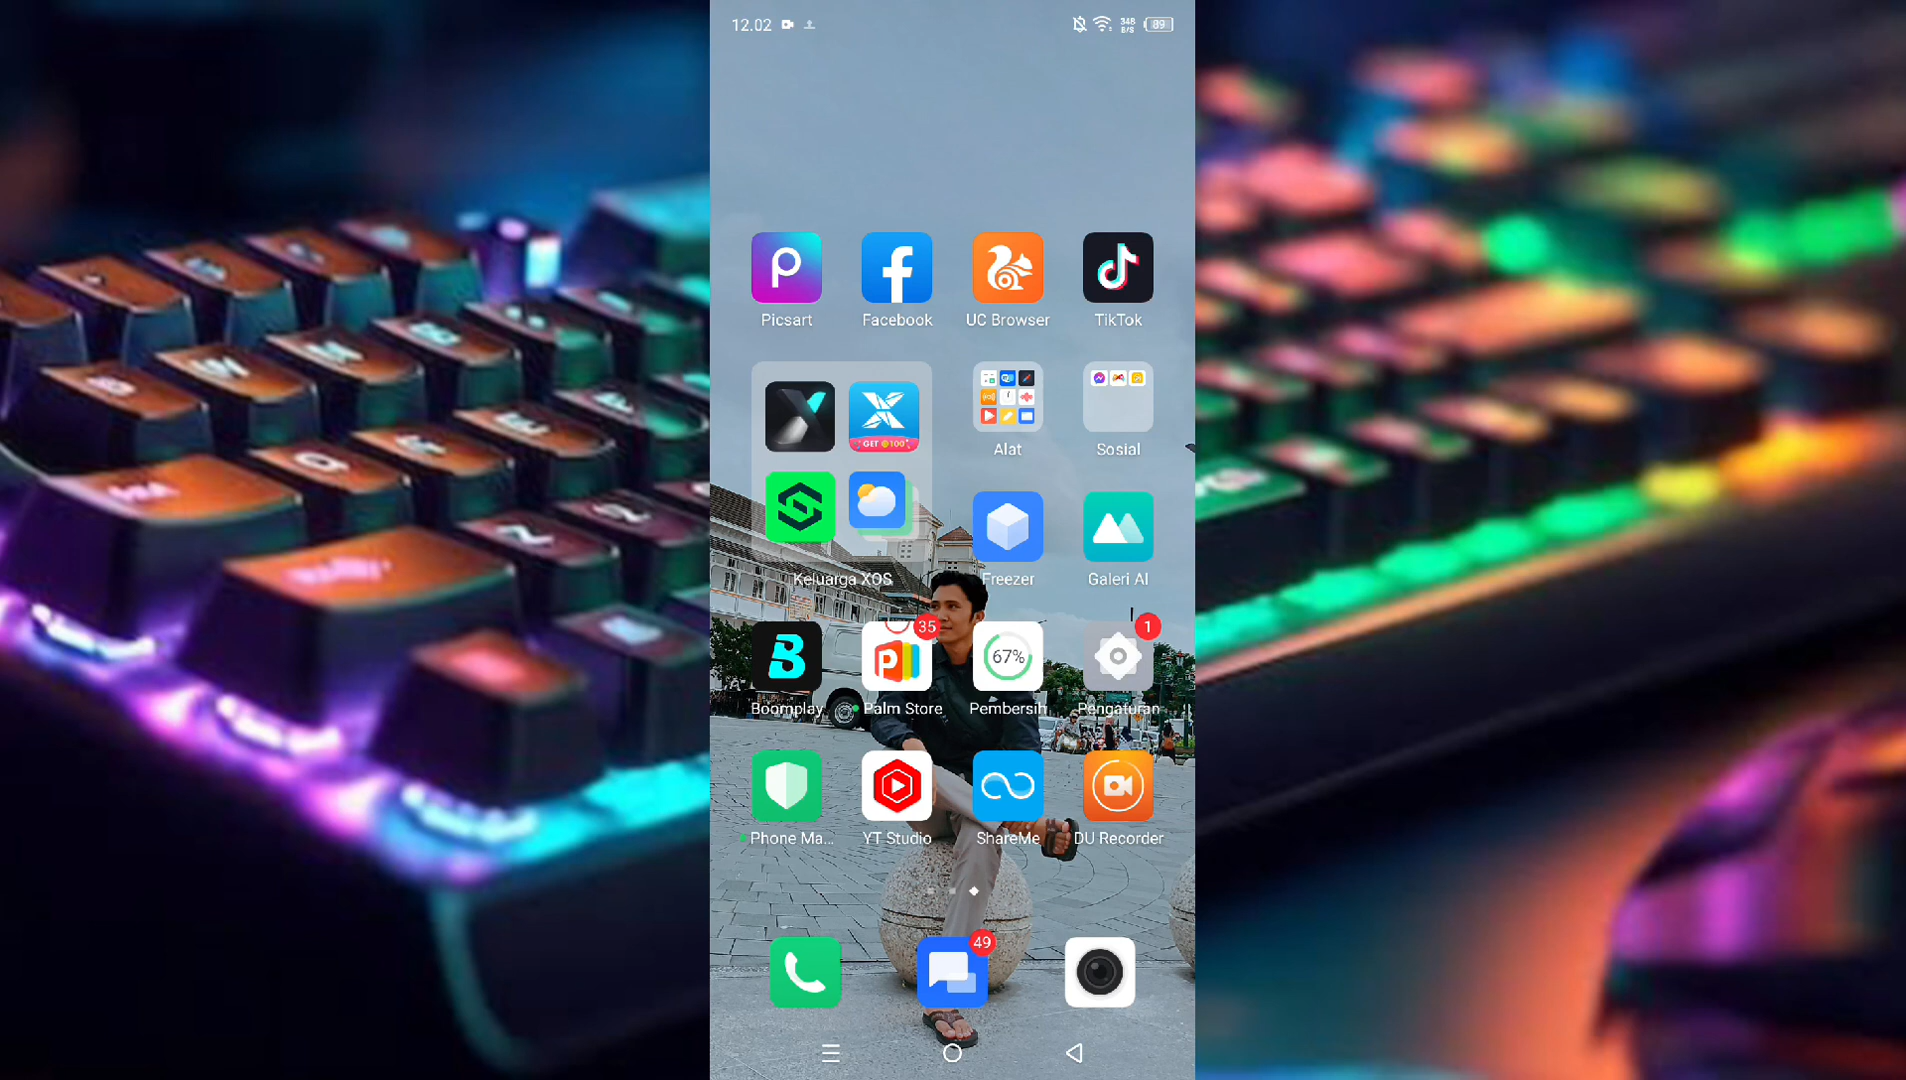 12.02
348
B/S
89
Picsart
Facebook
UC Browser
TikTok
GET 100
Alat
Sosial
Keluarga XOS
Freezer
Galeri AI
35
67%
1
Boomplay
Palm Store
Pembersih
Pengaturan
Phone Ma...
YT Studio
ShareMe
DU Recorder
49